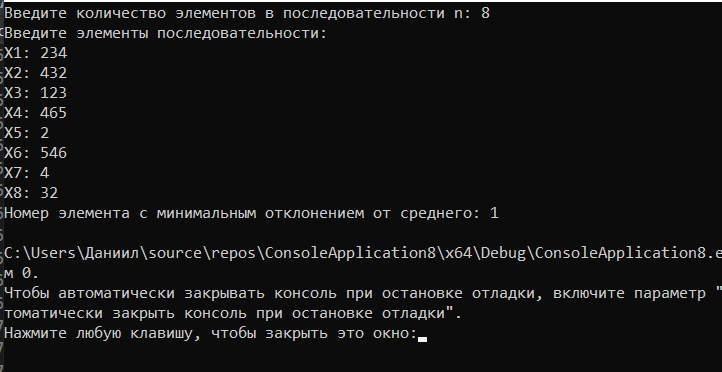 Введите количество элементов в последовательности n: 8
Введите элементы последовательности:
X1: 234
X2: 432
X3: 123
X4: 465
X5: 2
X6: 546
X7: 4
X8: 32
Номер элемента с минимальным отклонением от среднего: 1
C:\Users\Даниил\source\repos\ConsoleApplication8\x64\Debug\ConsoleApplication8.e
м 0.
Чтобы автоматически закрывать консоль при остановке отладки, включите параметр "
томатически закрыть консоль при остановке отладки".
Нажмите любую клавишу, чтобы закрыть это окно: